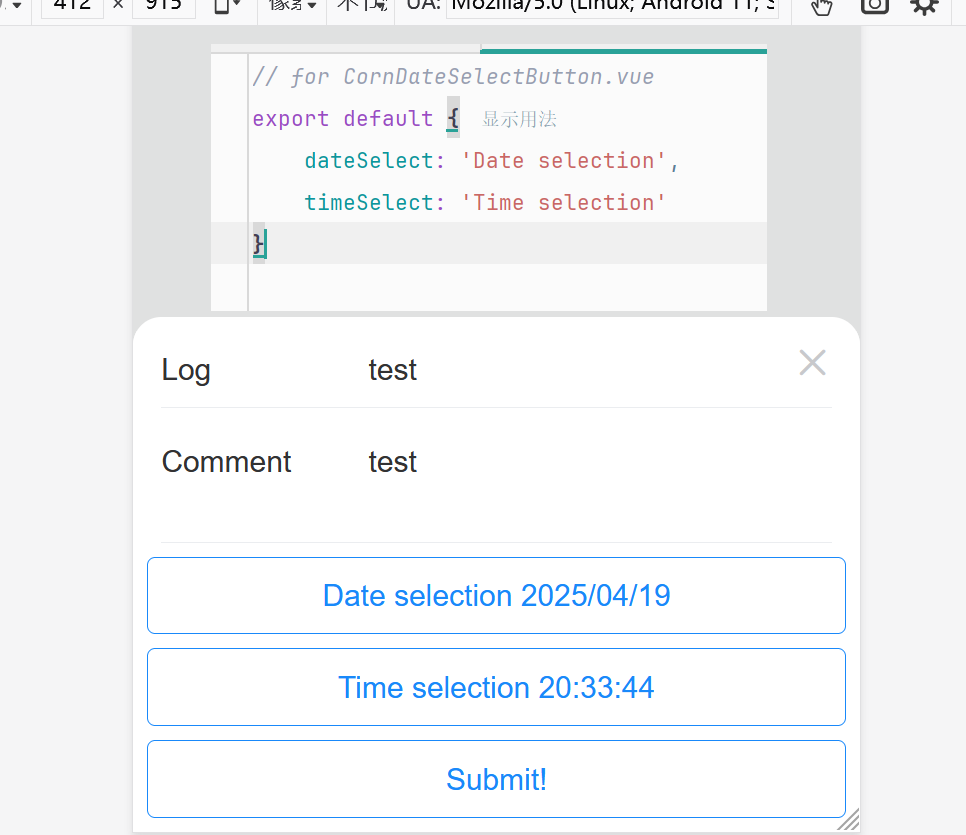 412 × 915 UA: Mozilla/5.0 (Linux; Android 11; S
// for CornDateSelectButton.vue
export default { 显示用法
dateSelect: 'Date selection',
timeSelect: 'Time selection'
}
Log test
Comment test
Date selection 2025/04/19
Time selection 20:33:44
Submit!